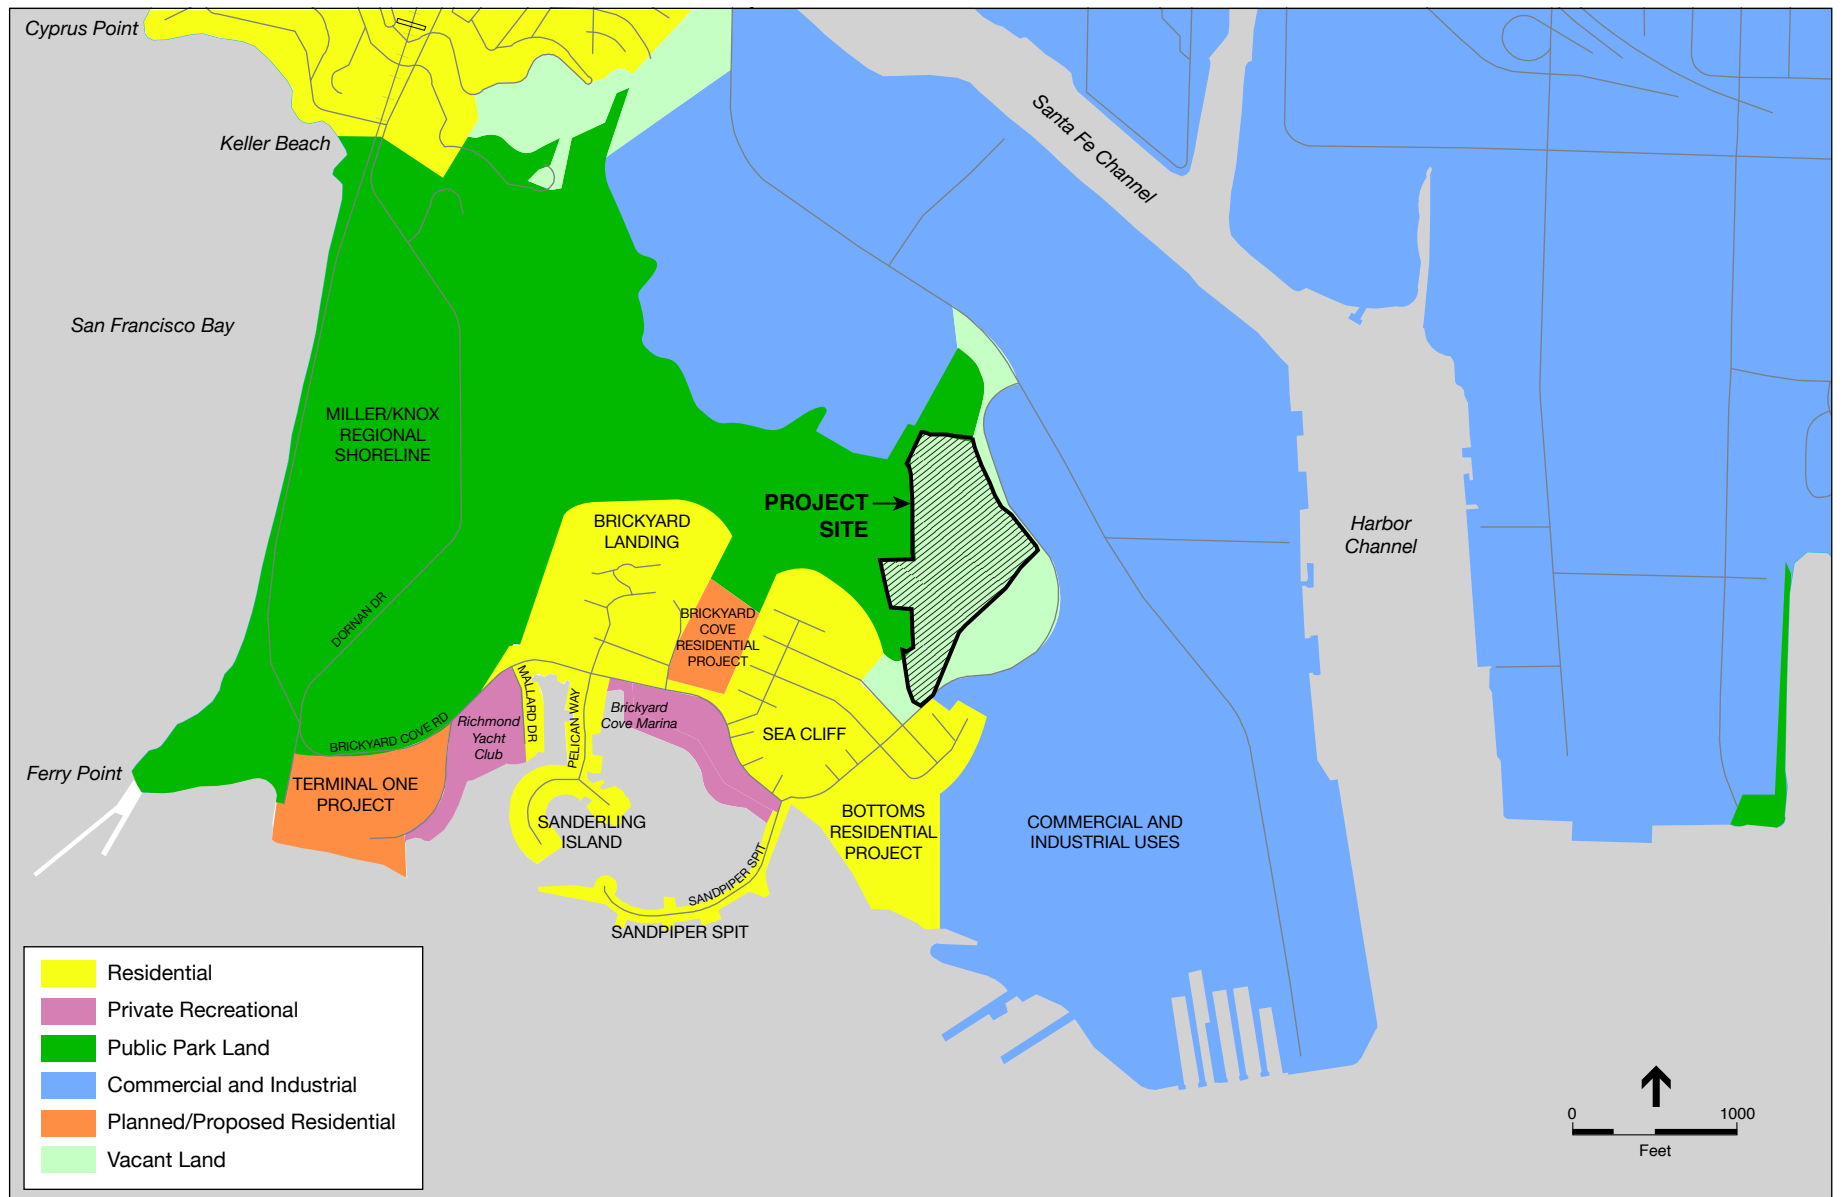 Cyprus Point
Keller Beach
Santa Fe Channel
San Francisco Bay
MILLER/KNOX
REGIONAL
SHORELINE
PROJECT
SITE
BRICKYARD
LANDING
Harbor
Channel
DORNAN DR
BRICKYARD
COVE
RESIDENTIAL
PROJECT
MALLARD DR
PELICAN WAY
Brickyard
Cove Marina
Richmond
Yacht
Club
BRICKYARD COVE RD
SEA CLIFF
Ferry Point
TERMINAL ONE
PROJECT
SANDERLING
ISLAND
BOTTOMS
RESIDENTIAL
PROJECT
COMMERCIAL AND
INDUSTRIAL USES
SANDPIPER SPIT
SANDPIPER SPIT
Residential
Private Recreational
Public Park Land
Commercial and Industrial
Planned/Proposed Residential
Vacant Land
0 1000
Feet